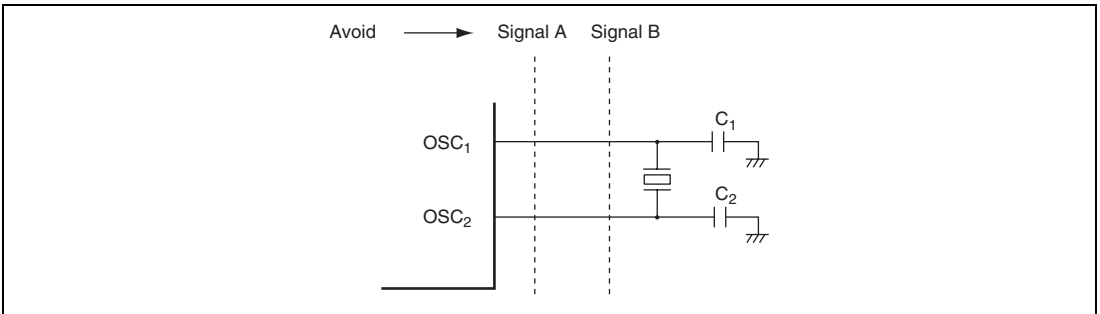 Avoid Signal A Signal B
C₁
OSC₁
C₂
OSC₂